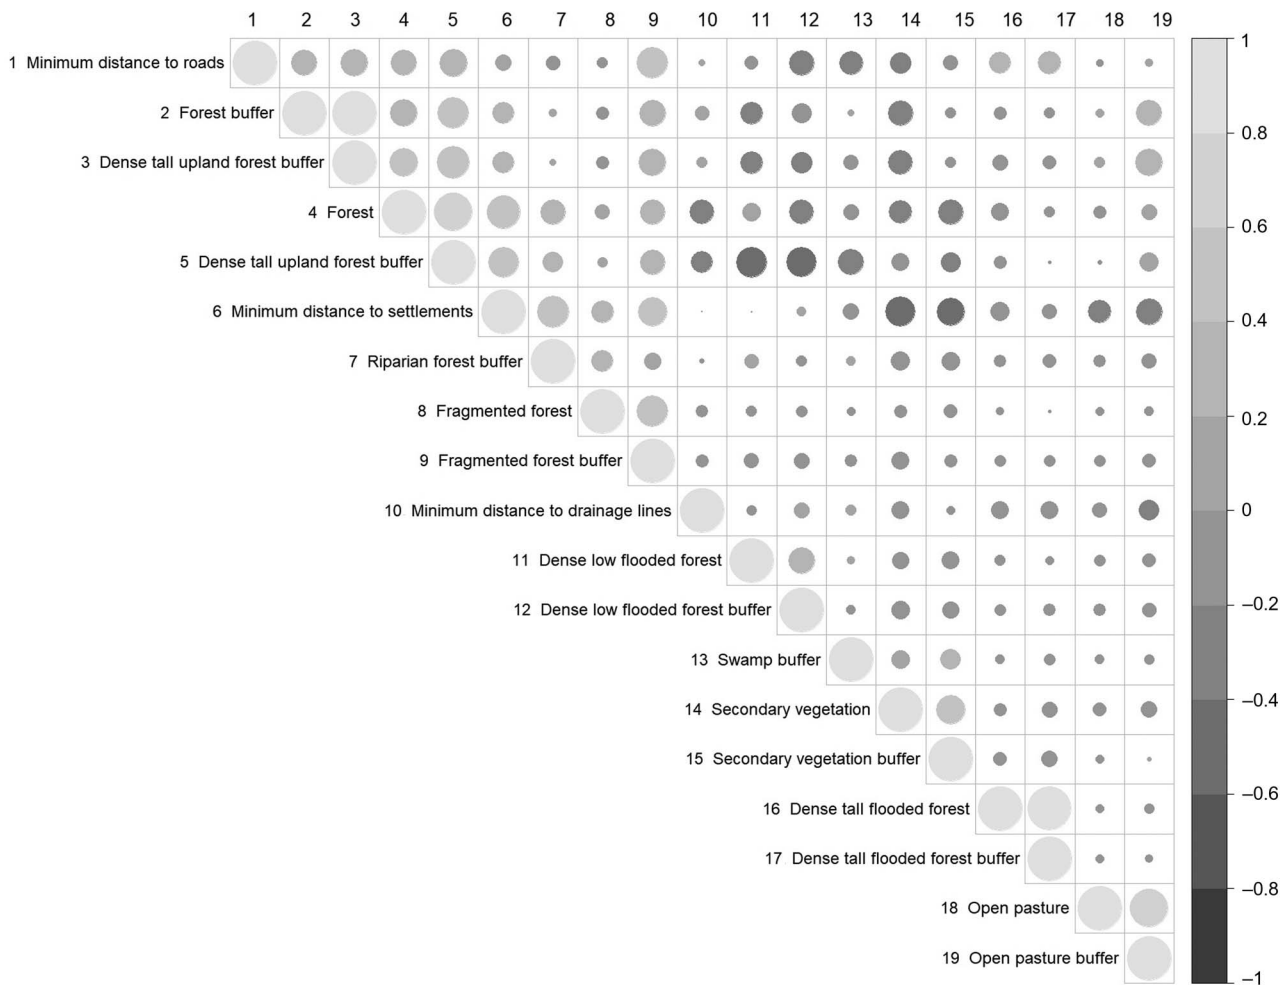 1 2 3 4 5 6 7 8 9 10 11 12 13 14 15 16 17 18 19
1 Minimum distance to roads
2 Forest buffer
3 Dense tall upland forest buffer
4 Forest
5 Dense tall upland forest buffer
6 Minimum distance to settlements
7 Riparian forest buffer
8 Fragmented forest
9 Fragmented forest buffer
10 Minimum distance to drainage lines
11 Dense low flooded forest
12 Dense low flooded forest buffer
13 Swamp buffer
14 Secondary vegetation
15 Secondary vegetation buffer
16 Dense tall flooded forest
17 Dense tall flooded forest buffer
18 Open pasture
19 Open pasture buffer
1
0.8
0.6
0.4
0.2
0
–0.2
–0.4
–0.6
–0.8
–1